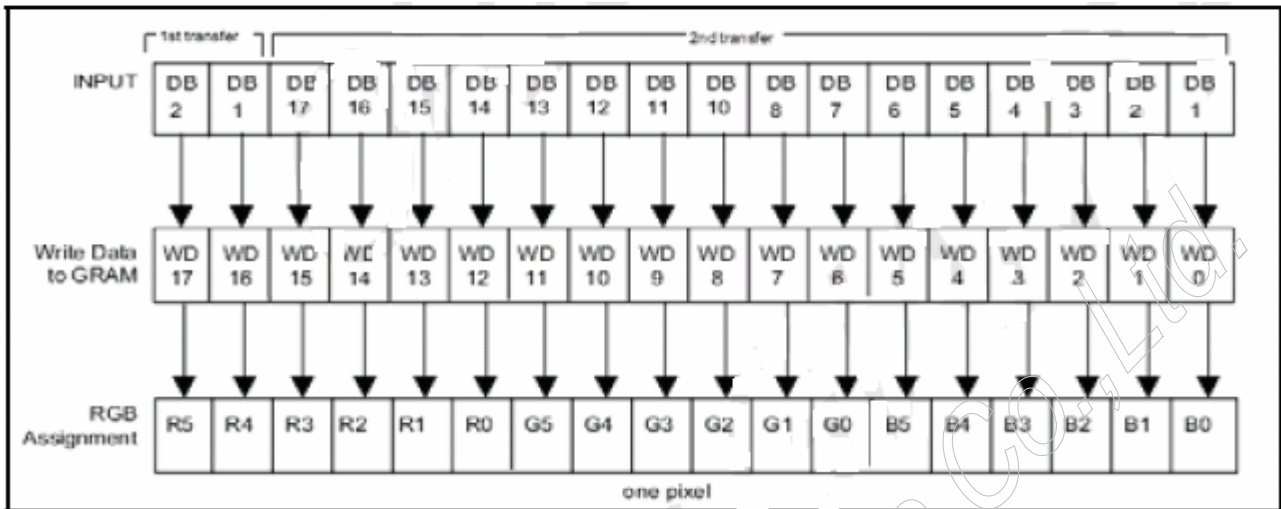 1st transfer 2nd transfer
INPUT DB 2 DB 1 DB 17 DB 16 DB 15 DB 14 DB 13 DB 12 DB 11 DB 10 DB 8 DB 7 DB 6 DB 5 DB 4 DB 3 DB 2 DB 1
Write Data to GRAM WD 17 WD 16 WD 15 WD 14 WD 13 WD 12 WD 11 WD 10 WD 9 WD 8 WD 7 WD 6 WD 5 WD 4 WD 3 WD 2 WD 1 WD 0
RGB Assignment R5 R4 R3 R2 R1 R0 G5 G4 G3 G2 G1 G0 B5 B4 B3 B2 B1 B0
one pixel
Co.,Ltd.